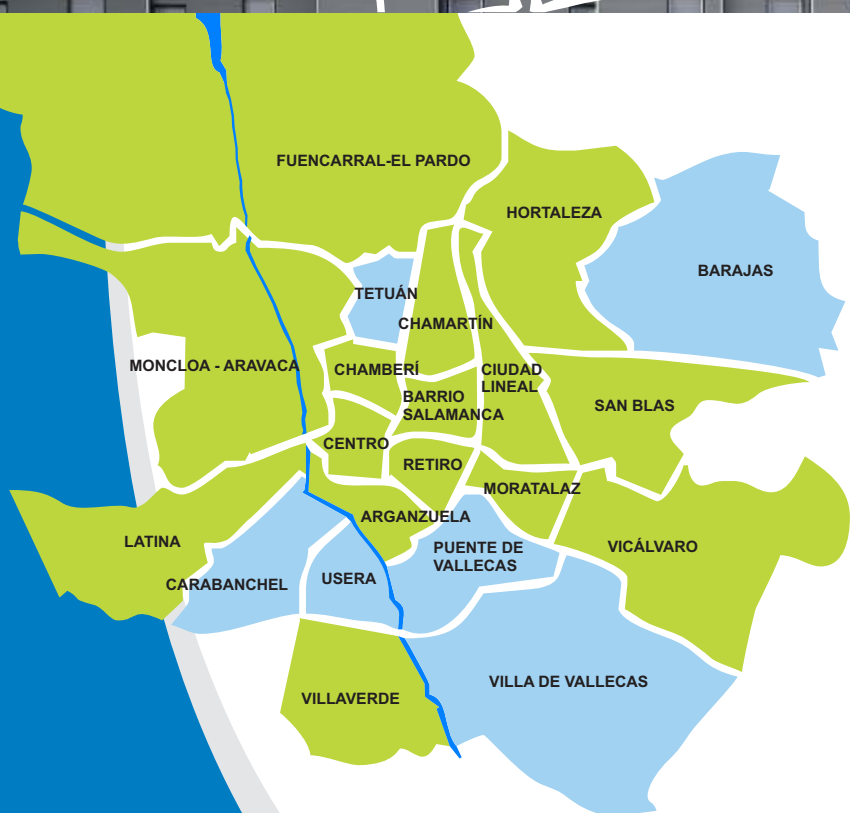 FUENCARRAL-EL PARDO
HORTALEZA
BARAJAS
TETUÁN
CHAMARTÍN
MONCLOA - ARAVACA
CHAMBERÍ
CIUDAD
LINEAL
BARRIO
SALAMANCA
SAN BLAS
CENTRO
RETIRO
MORATALAZ
ARGANZUELA
LATINA
PUENTE DE
VALLECAS
VICÁLVARO
CARABANCHEL
USERA
VILLA DE VALLECAS
VILLAVERDE